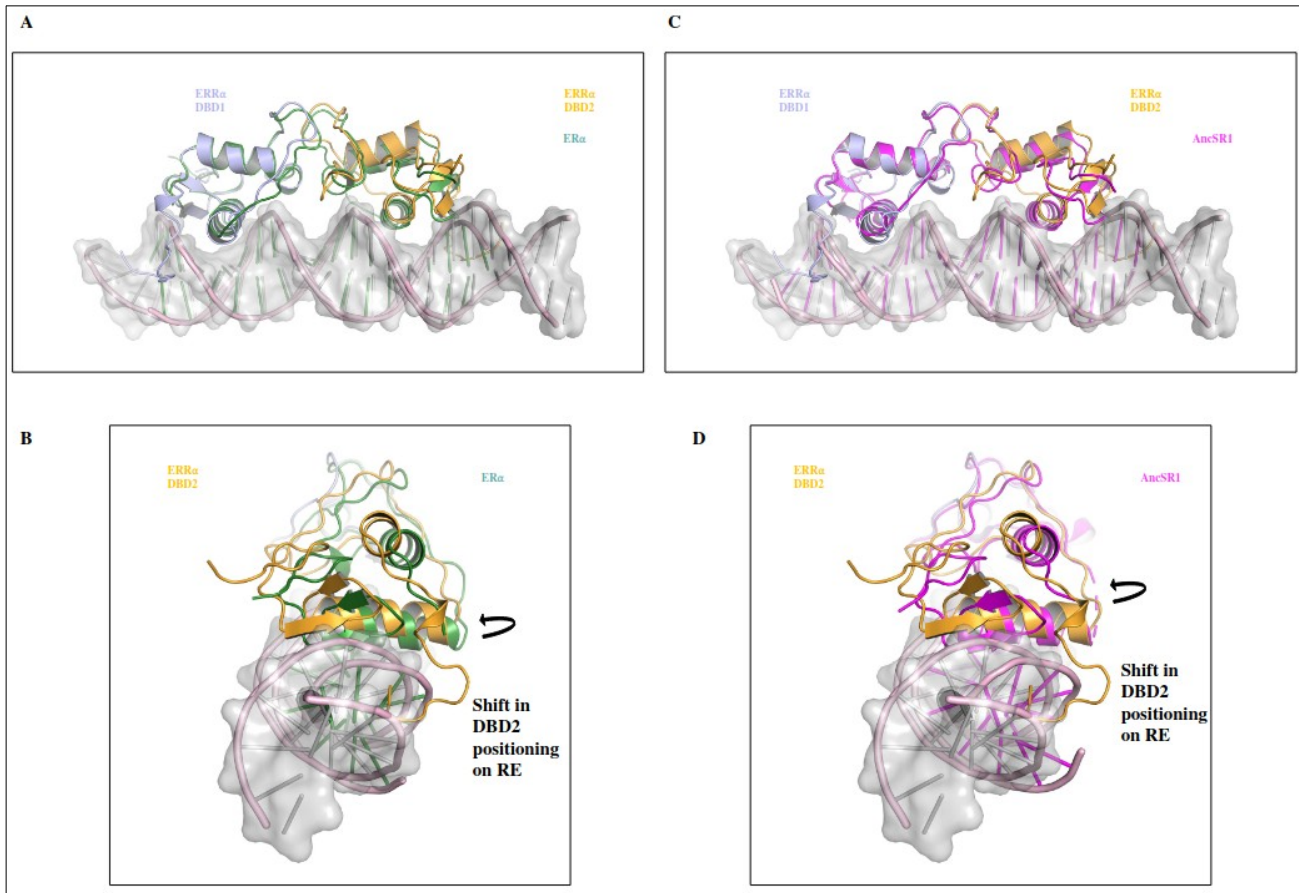 A
ERRα
DBD1
ERRα
DBD2
ERα
C
ERRα
DBD1
ERRα
DBD2
AncSR1
B
ERRα
DBD2
ERα
Shift in
DBD2
positioning
on RE
D
ERRα
DBD2
AncSR1
Shift in
DBD2
positioning
on RE